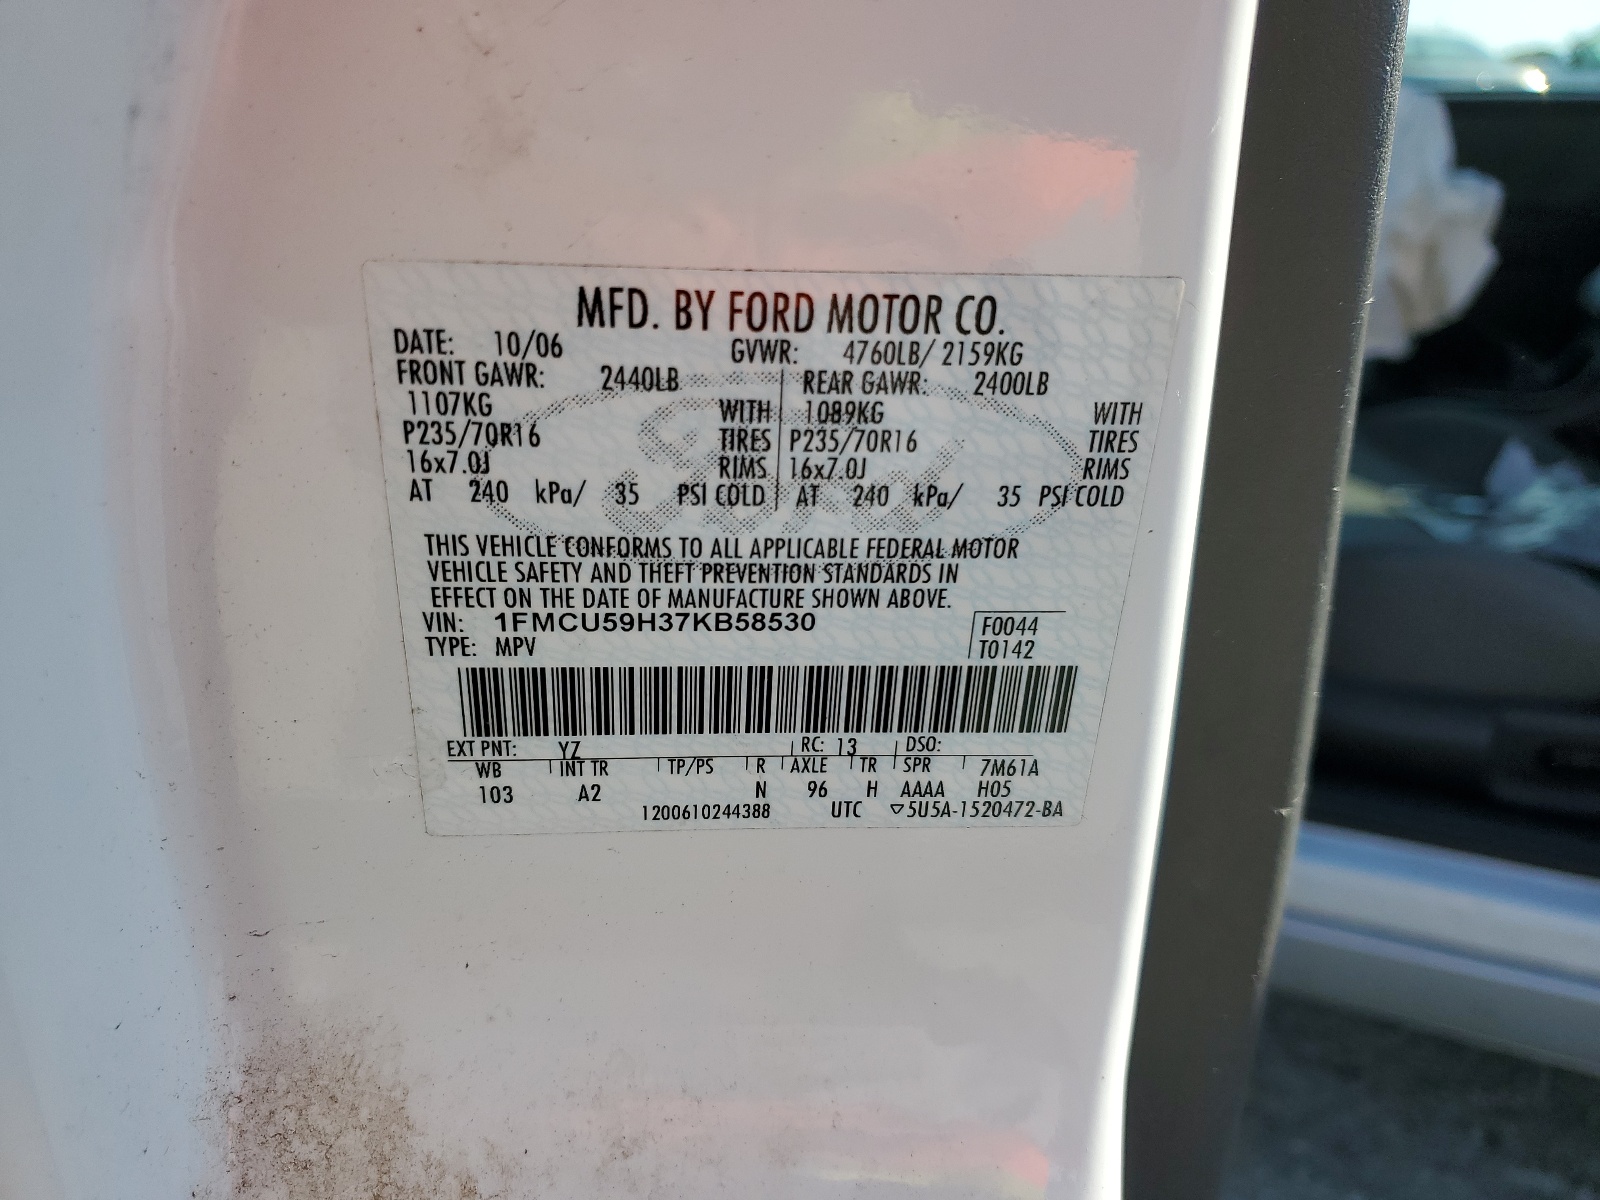 MFD. BY FORD MOTOR CO.
DATE: 10/06 GVWR: 4760LB/ 2159KG
FRONT GAWR: 2440LB REAR GAWR: 2400LB
1107KG WITH 1089KG WITH
P235/70R16 TIRES P235/70R16 TIRES
16x7.0J RIMS 16x7.0J RIMS
AT 240 kPa/ 35 PSI COLD AT 240 kPa/ 35 PSI COLD
Ford
THIS VEHICLE CONFORMS TO ALL APPLICABLE FEDERAL MOTOR
VEHICLE SAFETY AND THEFT PREVENTION STANDARDS IN
EFFECT ON THE DATE OF MANUFACTURE SHOWN ABOVE.
VIN: 1FMCU59H37KB58530 F0044
TYPE: MPV T0142
EXT PNT: YZ RC: 13 DSO:
WB INT TR TP/PS R AXLE TR SPR 7M61A
103 A2 N 96 H AAAA H05
1200610244388 UTC ▽5U5A-1520472-BA